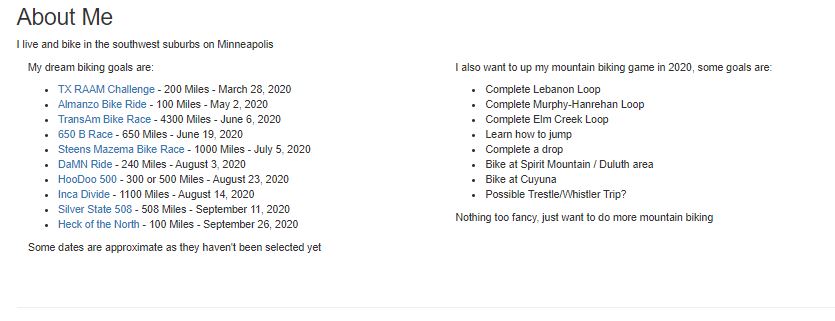 About Me
I live and bike in the southwest suburbs on Minneapolis
My dream biking goals are:
TX RAAM Challenge - 200 Miles - March 28, 2020
Almanzo Bike Ride - 100 Miles - May 2, 2020
TransAm Bike Race - 4300 Miles - June 6, 2020
650 B Race - 650 Miles - June 19, 2020
Steens Mazema Bike Race - 1000 Miles - July 5, 2020
DaMN Ride - 240 Miles - August 3, 2020
HooDoo 500 - 300 or 500 Miles - August 23, 2020
Inca Divide - 1100 Miles - August 14, 2020
Silver State 508 - 508 Miles - September 11, 2020
Heck of the North - 100 Miles - September 26, 2020
Some dates are approximate as they haven't been selected yet
I also want to up my mountain biking game in 2020, some goals are:
Complete Lebanon Loop
Complete Murphy-Hanrehan Loop
Complete Elm Creek Loop
Learn how to jump
Complete a drop
Bike at Spirit Mountain / Duluth area
Bike at Cuyuna
Possible Trestle/Whistler Trip?
Nothing too fancy, just want to do more mountain biking